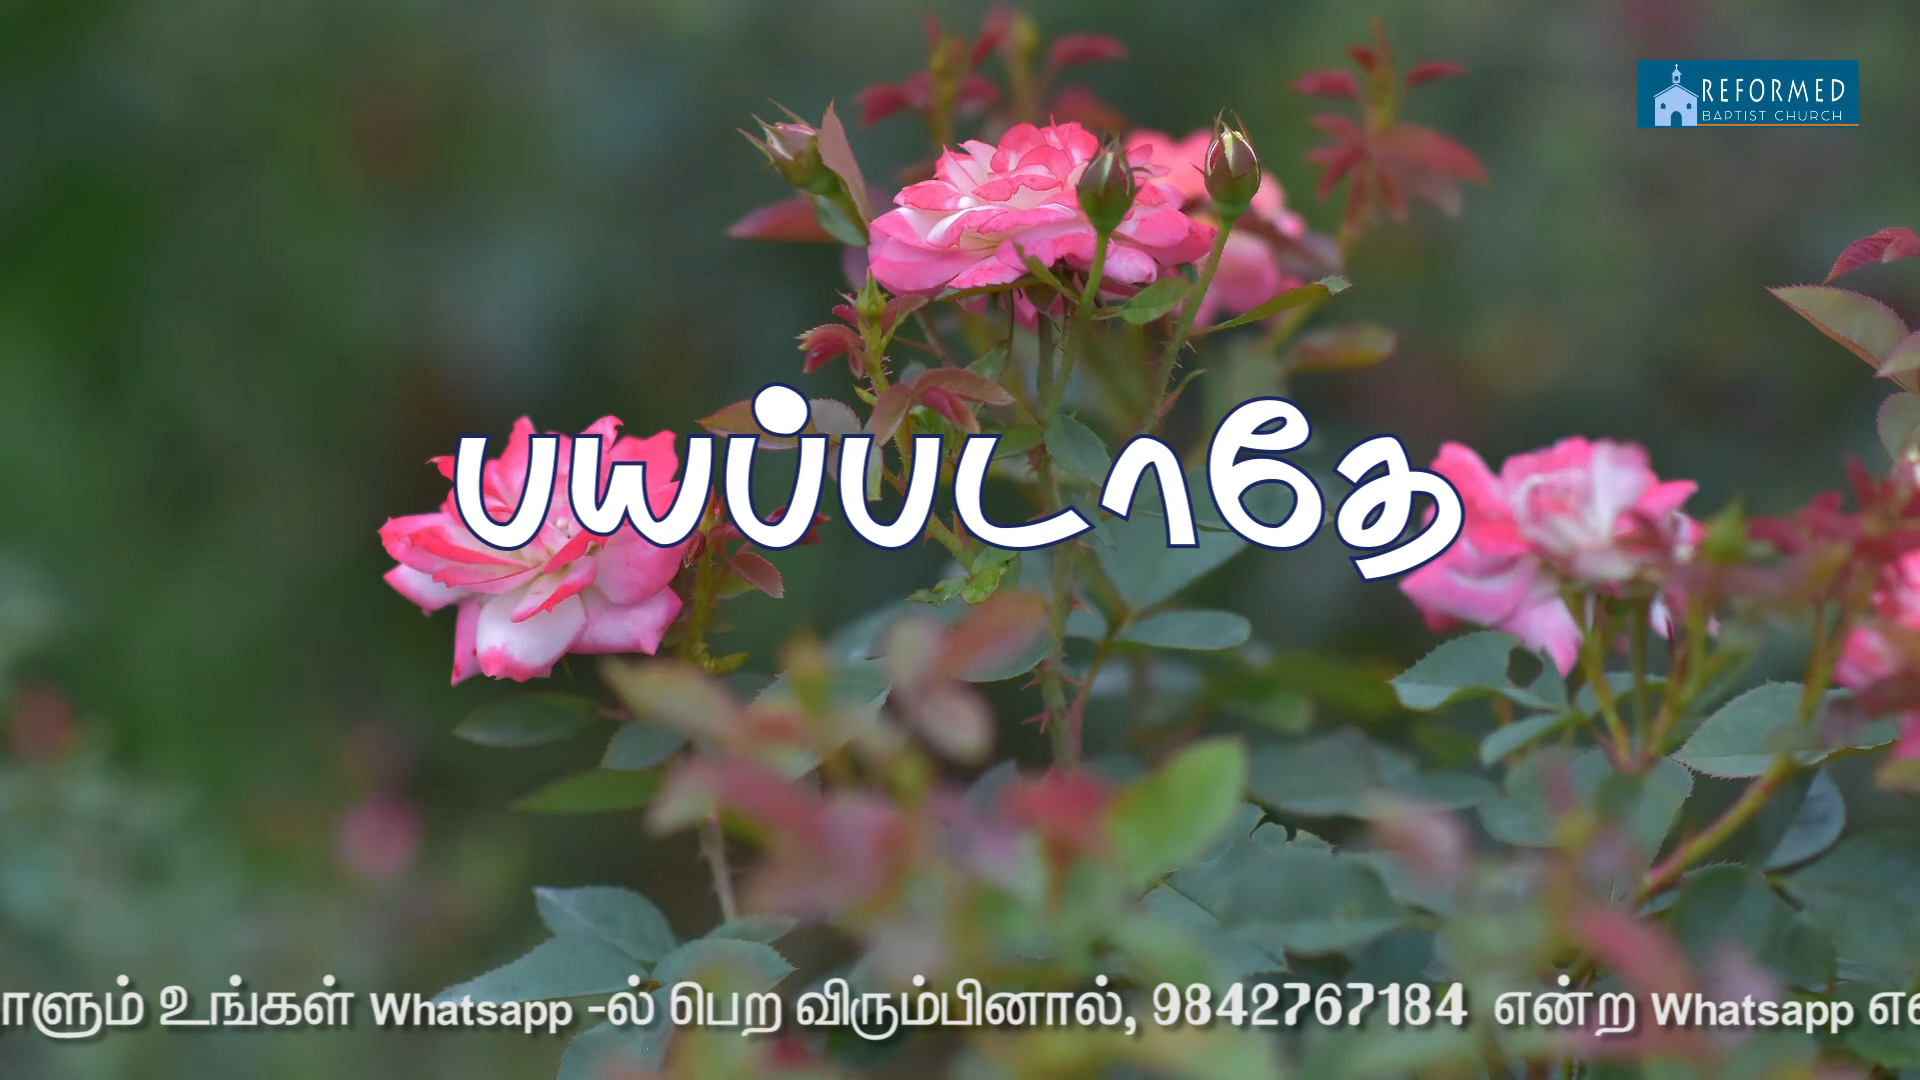 REFORMED
BAPTIST CHURCH
பயப்படாதே
ளும் உங்கள் Whatsapp -ல் பெற விரும்பினால், 9842767184 என்ற Whatsapp